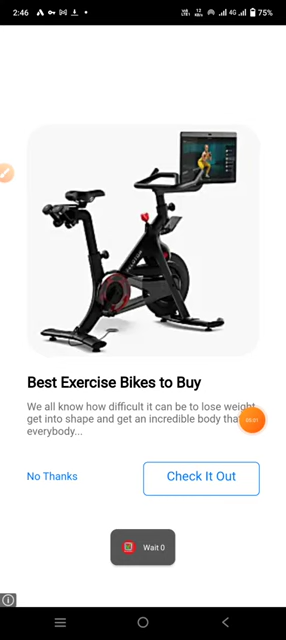 2:46
4G
75%
Best Exercise Bikes to Buy
We all know how difficult it can be to lose weight,
get into shape and get an incredible body that
everybody...
No Thanks
Check It Out
Wait 0